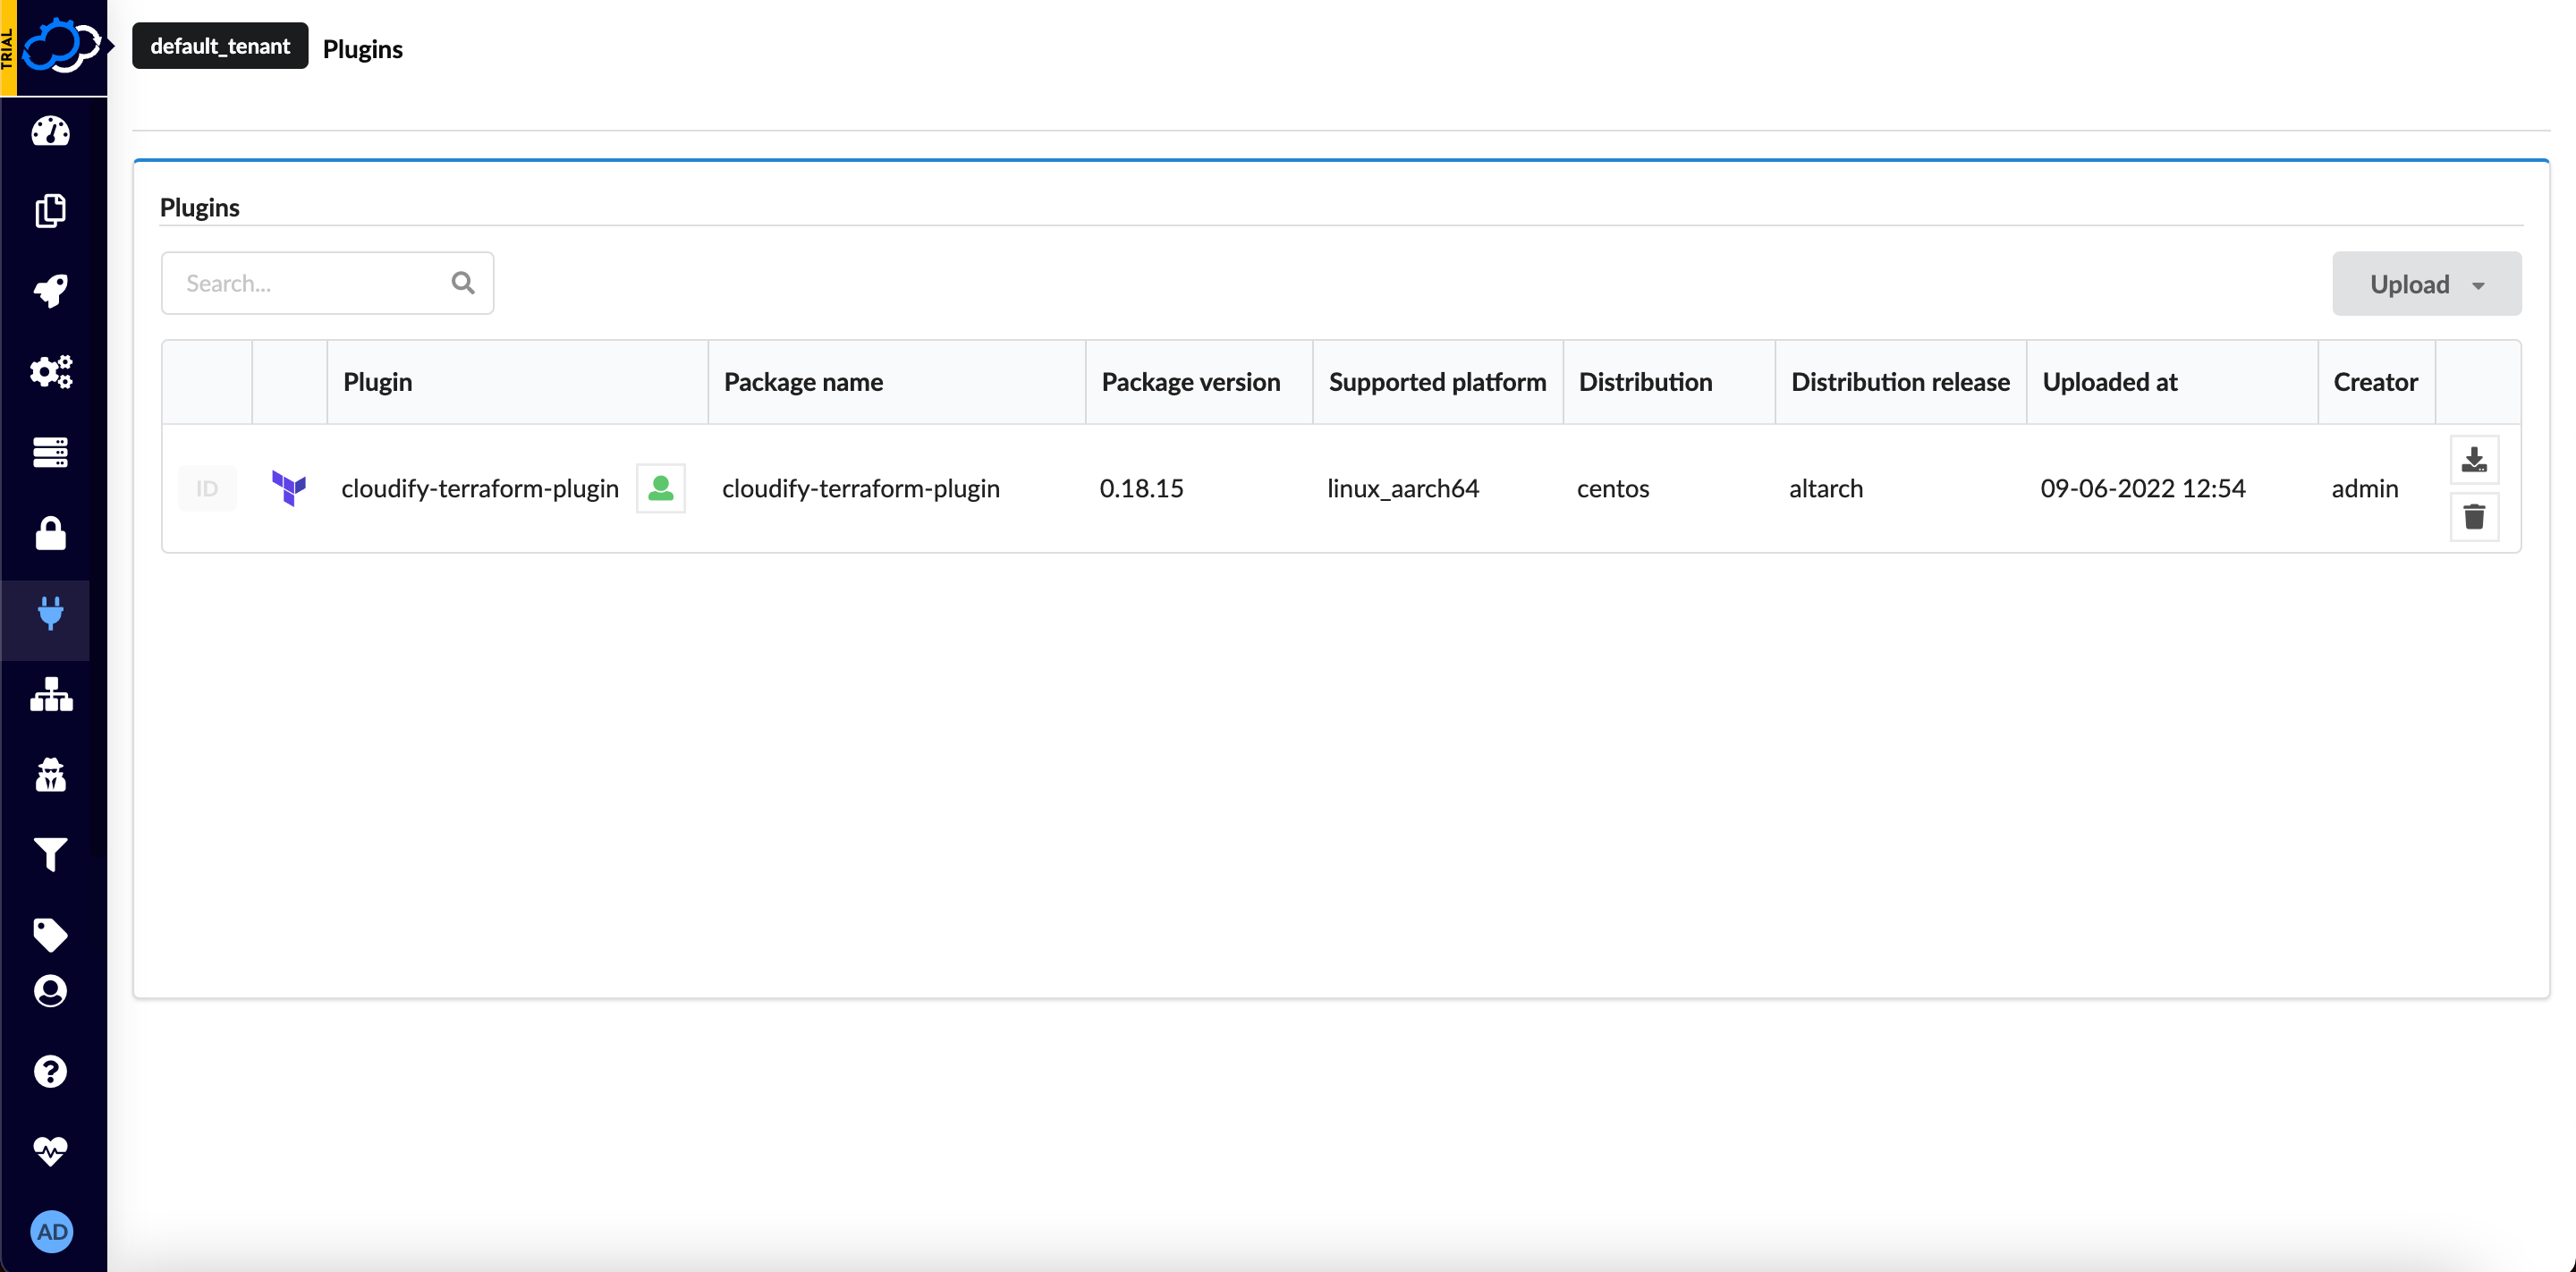 TRIAL
default_tenant Plugins
Plugins
Search...
Upload
Plugin Package name Package version Supported platform Distribution Distribution release Uploaded at Creator
ID cloudify-terraform-plugin cloudify-terraform-plugin 0.18.15 linux_aarch64 centos altarch 09-06-2022 12:54 admin
AD